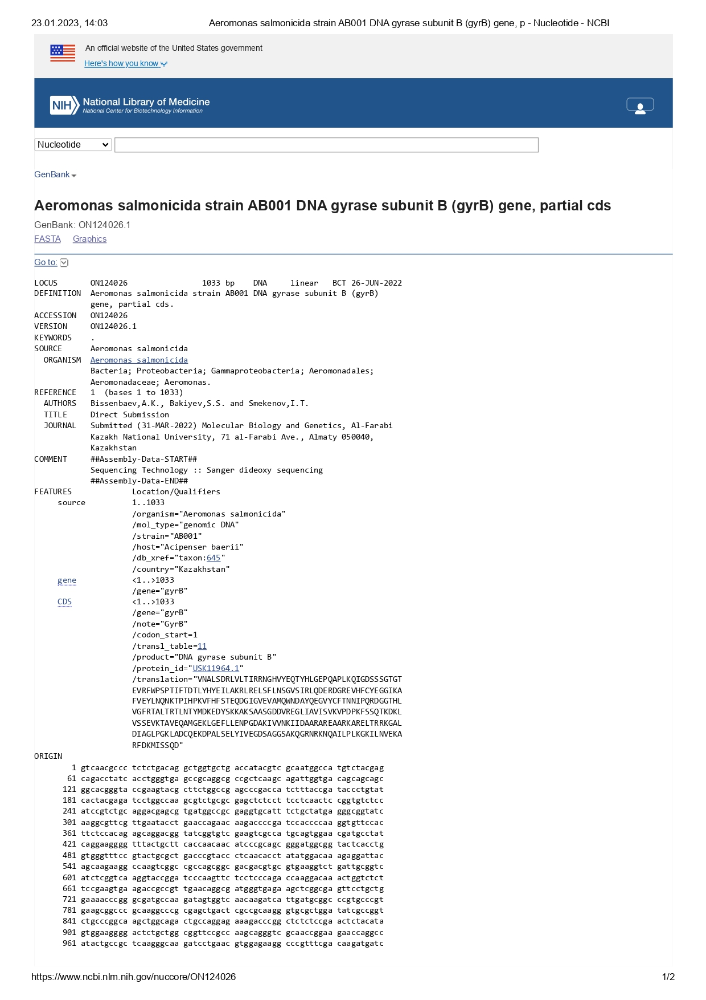 23.01.2023, 14:03 Aeromonas salmonicida strain AB001 DNA gyrase subunit B (gyrB) gene, p - Nucleotide - NCBI
An official website of the United States government
Here's how you know
NIH National Library of Medicine
National Center for Biotechnology Information
Nucleotide
GenBank
Aeromonas salmonicida strain AB001 DNA gyrase subunit B (gyrB) gene, partial cds
GenBank: ON124026.1
FASTA Graphics
Go to:
LOCUS ON124026 1033 bp DNA linear BCT 26-JUN-2022
DEFINITION Aeromonas salmonicida strain AB001 DNA gyrase subunit B (gyrB)
gene, partial cds.
ACCESSION ON124026
VERSION ON124026.1
KEYWORDS .
SOURCE Aeromonas salmonicida
ORGANISM Aeromonas salmonicida
Bacteria; Proteobacteria; Gammaproteobacteria; Aeromonadales;
Aeromonadaceae; Aeromonas.
REFERENCE 1 (bases 1 to 1033)
AUTHORS Bissenbaev,A.K., Bakiyev,S.S. and Smekenov,I.T.
TITLE Direct Submission
JOURNAL Submitted (31-MAR-2022) Molecular Biology and Genetics, Al-Farabi
Kazakh National University, 71 al-Farabi Ave., Almaty 050040,
Kazakhstan
COMMENT ##Assembly-Data-START##
Sequencing Technology :: Sanger dideoxy sequencing
##Assembly-Data-END##
FEATURES Location/Qualifiers
source 1..1033
/organism="Aeromonas salmonicida"
/mol_type="genomic DNA"
/strain="AB001"
/host="Acipenser baerii"
/db_xref="taxon:645"
/country="Kazakhstan"
gene <1..>1033
/gene="gyrB"
CDS <1..>1033
/gene="gyrB"
/note="GyrB"
/codon_start=1
/transl_table=11
/product="DNA gyrase subunit B"
/protein_id="USK11964.1"
/translation="VNALSDRLVLTIRRNGHVYEQTYHLGEPQAPLKQIGDSSSGTGT
EVRFWPSPTIFTDTLYHYEILAKRLRELSFLNSGVSIRLQDERDGREVHFCYEGGIKA
FVEYLNQNKTPIHPKVFHFSTEQDGIGVEVAMQWNDAYQEGVYCFTNNIPQRDGGTHL
VGFRTALTRTLNTYMDKEDYSKKAKSAASGDDVREGLIAVISVKVPDPKFSSQTKDKL
VSSEVKTAVEQAMGEKLGEFLLENPGDAKIVVNKIIDAARAREAARKARELTRRKGAL
DIAGLPGKLADCQEKDPALSELYIVEGDSAGGSAKQGRNRKNQAILPLKGKILNVEKA
RFDKMISSQD"
ORIGIN
1 gtcaacgccc tctctgacag gctggtgctg accatacgtc gcaatggcca tgtctacgag
61 cagacctatc acctgggtga gccgcaggcg ccgctcaagc agattggtga cagcagcagc
121 ggcacgggta ccgaagtacg cttctggccg agcccgacca tctttaccga taccctgtat
181 cactacgaga tcctggccaa gcgtctgcgc gagctctcct tcctcaactc cggtgtctcc
241 atccgtctgc aggacgagcg tgatggccgc gaggtgcatt tctgctatga gggcggtatc
301 aaggcgttcg ttgaatacct gaaccagaac aagaccccga tccaccccaa ggtgttccac
361 ttctccacag agcaggacgg tatcggtgtc gaagtcgcca tgcagtggaa cgatgcctat
421 caggaagggg tttactgctt caccaacaac atcccgcagc gggatggcgg tactcacctg
481 gtgggtttcc gtactgcgct gacccgtacc ctcaacacct atatggacaa agaggattac
541 agcaagaagg ccaagtcggc cgccagcggc gacgacgtgc gtgaaggtct gattgcggtc
601 atctcggtca aggtaccgga tcccaagttc tcctcccaga ccaaggacaa actggtctct
661 tccgaagtga agaccgccgt tgaacaggcg atgggtgaga agctcggcga gttcctgctg
721 gaaaacccgg gcgatgccaa gatagtggtc aacaagatca ttgatgcggc ccgtgcccgt
781 gaagcggccc gcaaggcccg cgagctgact cgccgcaagg gtgcgctgga tatcgccggt
841 ctgcccggca agctggcaga ctgccaggag aaagacccgg ctctctccga actctacata
901 gtggaagggg actctgctgg cggttccgcc aagcagggtc gcaaccggaa gaaccaggcc
961 atactgccgc tcaagggcaa gatcctgaac gtggagaagg cccgtttcga caagatgatc
https://www.ncbi.nlm.nih.gov/nuccore/ON124026 1/2